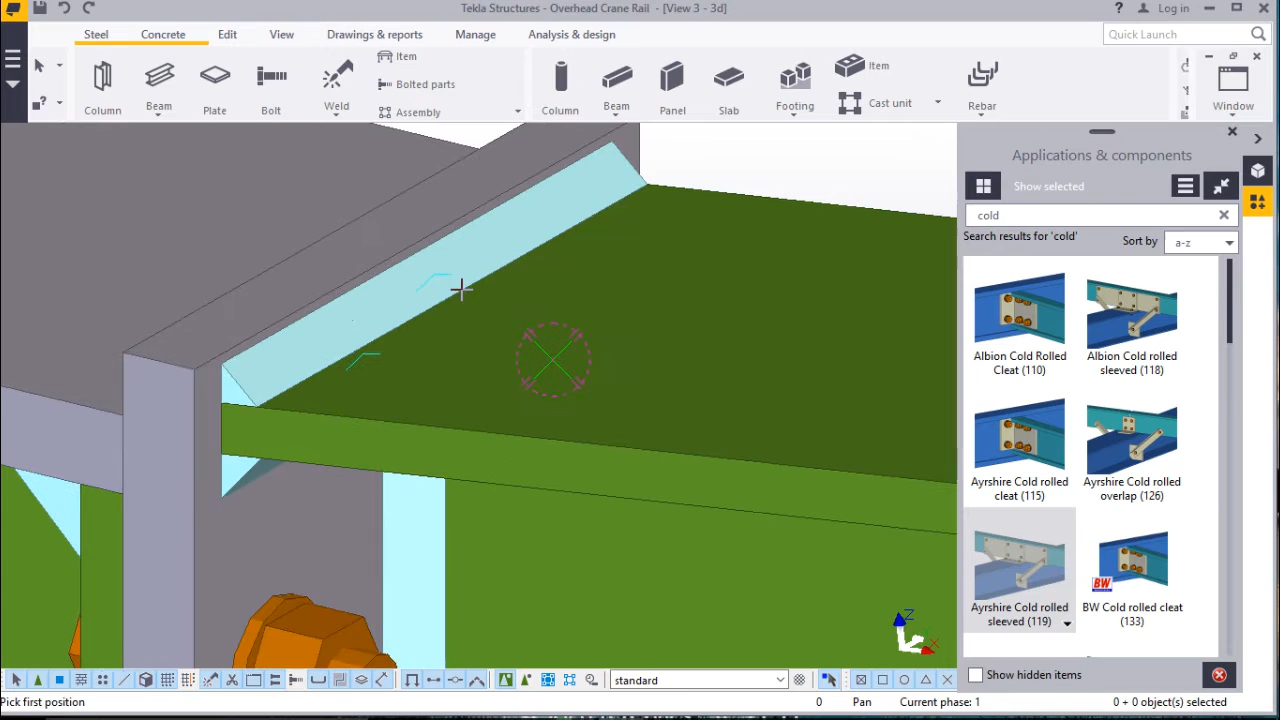 Tekla Structures - Overhead Crane Rail - [View 3 - 3d]
? Log in
Steel Concrete Edit View Drawings & reports Manage Analysis & design
Quick Launch
Item
Bolted parts
Assembly
Item
Cast unit
Column Beam Plate Bolt Weld Column Beam Panel Slab Footing Rebar Window
Applications & components
Show selected
cold
Search results for 'cold'
Sort by a-z
Albion Cold Rolled Cleat (110)
Albion Cold rolled sleeved (118)
Ayrshire Cold rolled cleat (115)
Ayrshire Cold rolled overlap (126)
Ayrshire Cold rolled sleeved (119)
BW
BW Cold rolled cleat (133)
Z
X
Show hidden items
standard
Pick first position
0 Pan Current phase: 1 0 + 0 object(s) selected